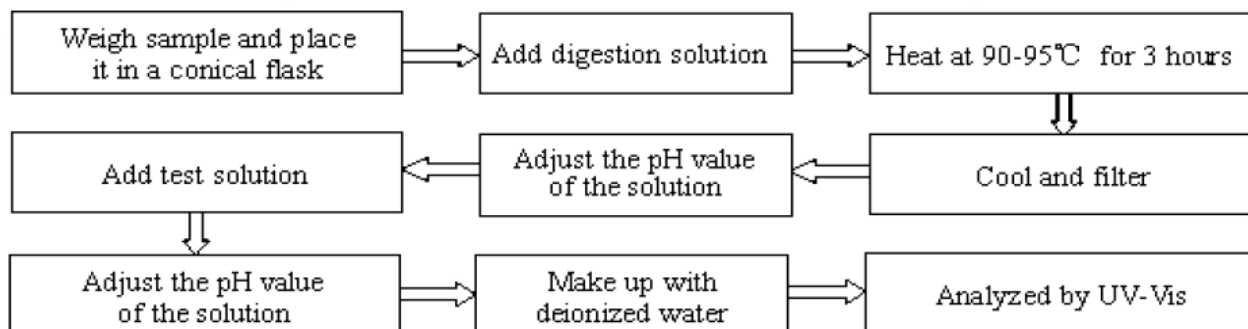 Weigh sample and place
it in a conical flask
Add digestion solution
Heat at 90-95℃ for 3 hours
Cool and filter
Adjust the pH value
of the solution
Add test solution
Adjust the pH value
of the solution
Make up with
deionized water
Analyzed by UV-Vis